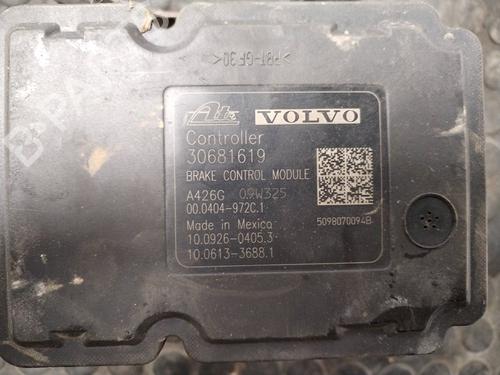 >PBT-GF30<
Ate VOLVO
Controller
30681619
BRAKE CONTROL MODULE
A426G 09W325
00.0404-972C.1
Made in Mexico
5098070094B
10.0926-0405.3
10.0613-3688.1